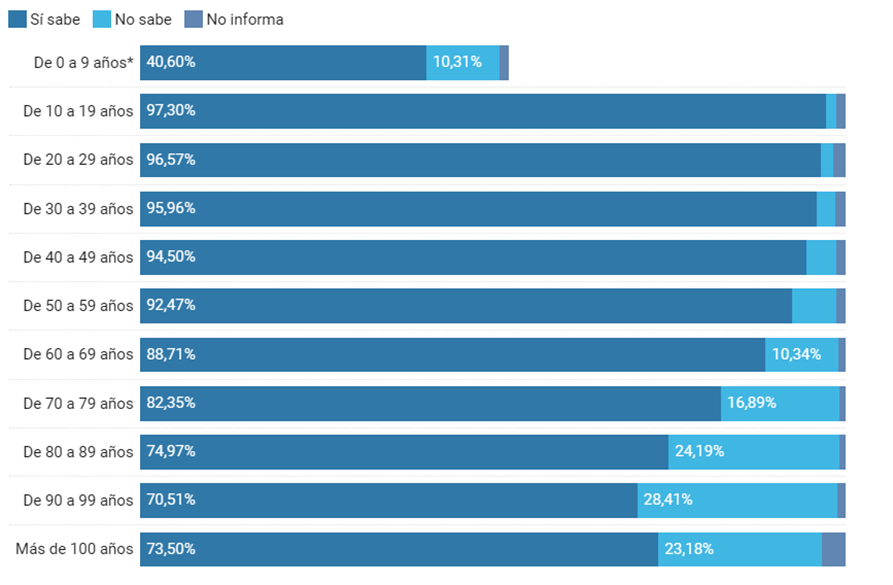 Sí sabe No sabe No informa
De 0 a 9 años* 40,60% 10,31%
De 10 a 19 años 97,30%
De 20 a 29 años 96,57%
De 30 a 39 años 95,96%
De 40 a 49 años 94,50%
De 50 a 59 años 92,47%
De 60 a 69 años 88,71% 10,34%
De 70 a 79 años 82,35% 16,89%
De 80 a 89 años 74,97% 24,19%
De 90 a 99 años 70,51% 28,41%
Más de 100 años 73,50% 23,18%